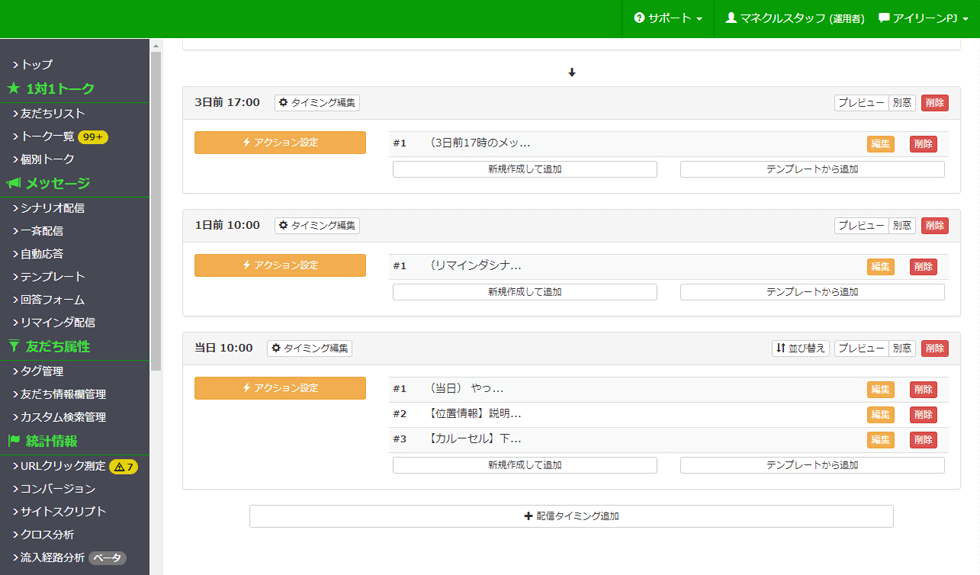 サポート
マネクルスタッフ (運用者)
アイリーンPJ
トップ
1対1トーク
友だちリスト
トーク一覧 99+
個別トーク
メッセージ
シナリオ配信
一斉配信
自動応答
テンプレート
回答フォーム
リマインダ配信
友だち属性
タグ管理
友だち情報欄管理
カスタム検索管理
統計情報
URLクリック測定 7
コンバージョン
サイトスクリプト
クロス分析
流入経路分析 ベータ
3日前 17:00 タイミング編集 プレビュー 別窓 削除
アクション設定
#1 （3日前17時のメッ... 編集 削除
新規作成して追加 テンプレートから追加
1日前 10:00 タイミング編集 プレビュー 別窓 削除
アクション設定
#1 （リマインダシナ... 編集 削除
新規作成して追加 テンプレートから追加
当日 10:00 タイミング編集 並び替え プレビュー 別窓 削除
アクション設定
#1 （当日） やっ... 編集 削除
#2 【位置情報】説明... 編集 削除
#3 【カルーセル】下... 編集 削除
新規作成して追加 テンプレートから追加
配信タイミング追加